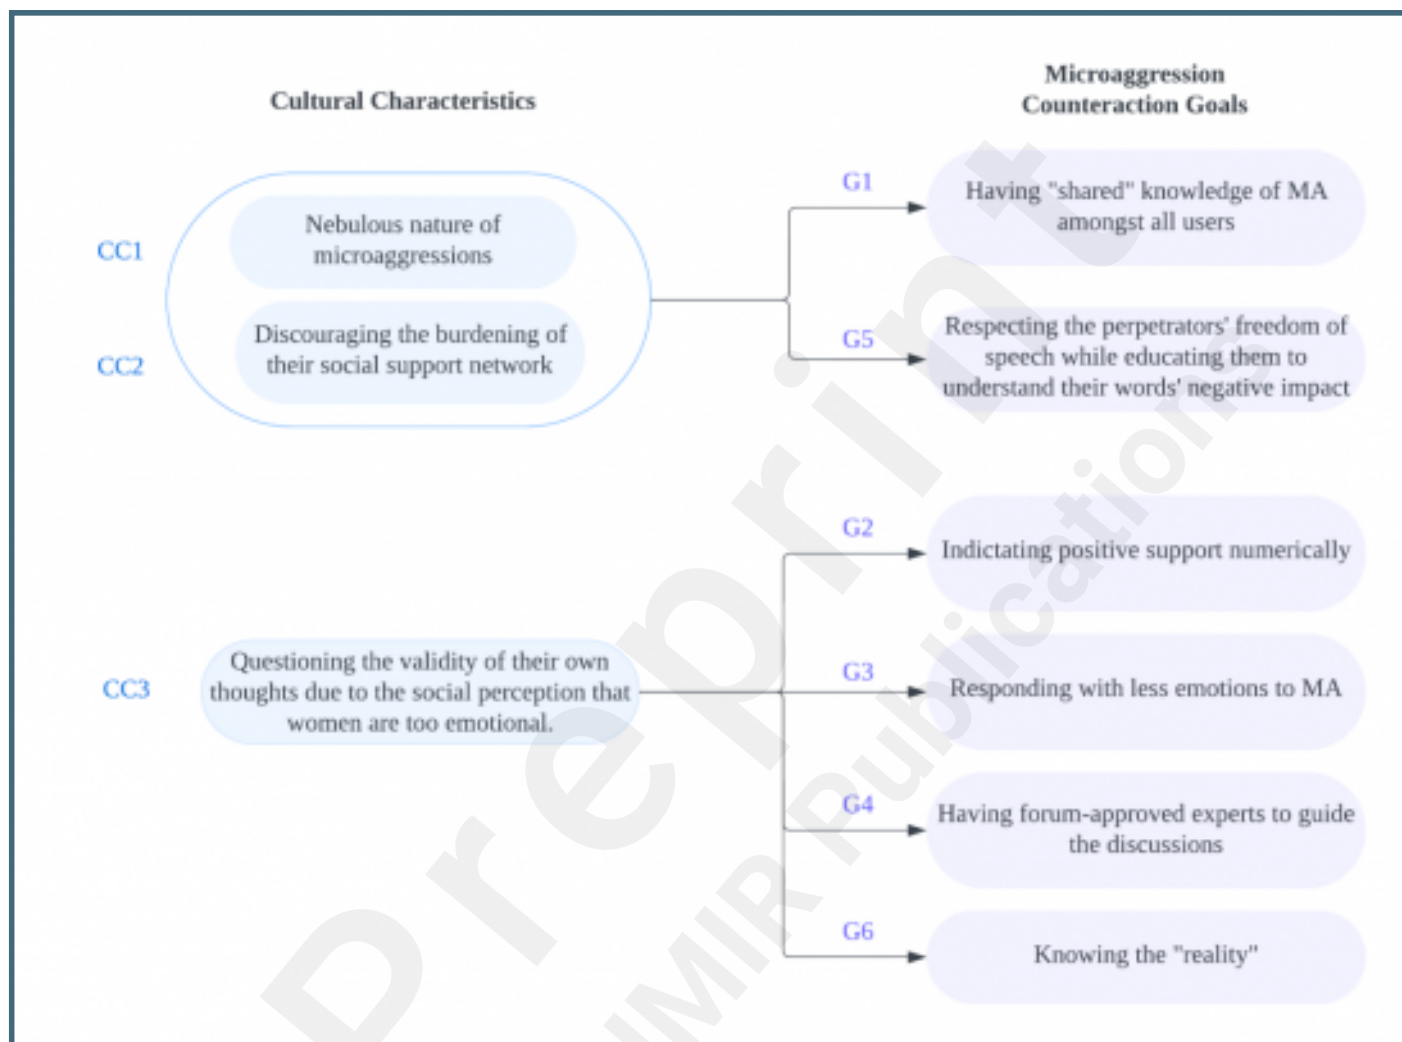 Cultural Characteristics
Microaggression
Counteraction Goals
CC1
Nebulous nature of
microaggressions
CC2
Discouraging the burdening of
their social support network
G1
Having "shared" knowledge of MA
amongst all users
G5
Respecting the perpetrators' freedom of
speech while educating them to
understand their words' negative impact
CC3
Questioning the validity of their own
thoughts due to the social perception that
women are too emotional.
G2
Indictating positive support numerically
G3
Responding with less emotions to MA
G4
Having forum-approved experts to guide
the discussions
G6
Knowing the "reality"
Preprint
JMIR Publications